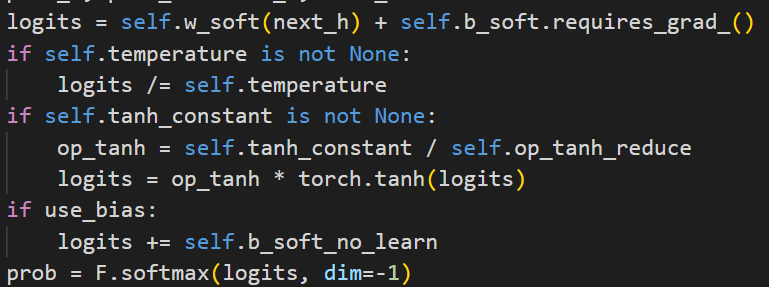 logits = self.w_soft(next_h) + self.b_soft.requires_grad_()
if self.temperature is not None:
    logits /= self.temperature
if self.tanh_constant is not None:
    op_tanh = self.tanh_constant / self.op_tanh_reduce
    logits = op_tanh * torch.tanh(logits)
if use_bias:
    logits += self.b_soft_no_learn
prob = F.softmax(logits, dim=-1)